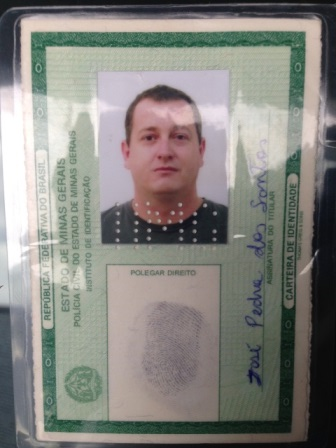 REPÚBLICA FEDERATIVA DO BRASIL
ESTADO DE MINAS GERAIS
POLÍCIA CIVIL DO ESTADO DE MINAS GERAIS
INSTITUTO DE IDENTIFICAÇÃO
POLEGAR DIREITO
José Pedro dos Santos
ASSINATURA DO TITULAR
CARTEIRA DE IDENTIDADE